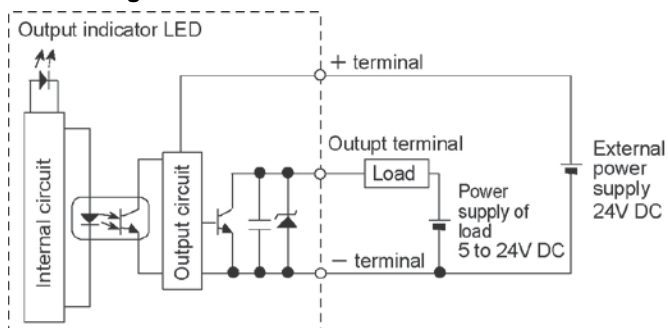 Output indicator LED
Internal circuit
Output circuit
+ terminal
Outupt terminal
Load
Power
supply of
load
5 to 24V DC
External
power
supply
24V DC
− terminal